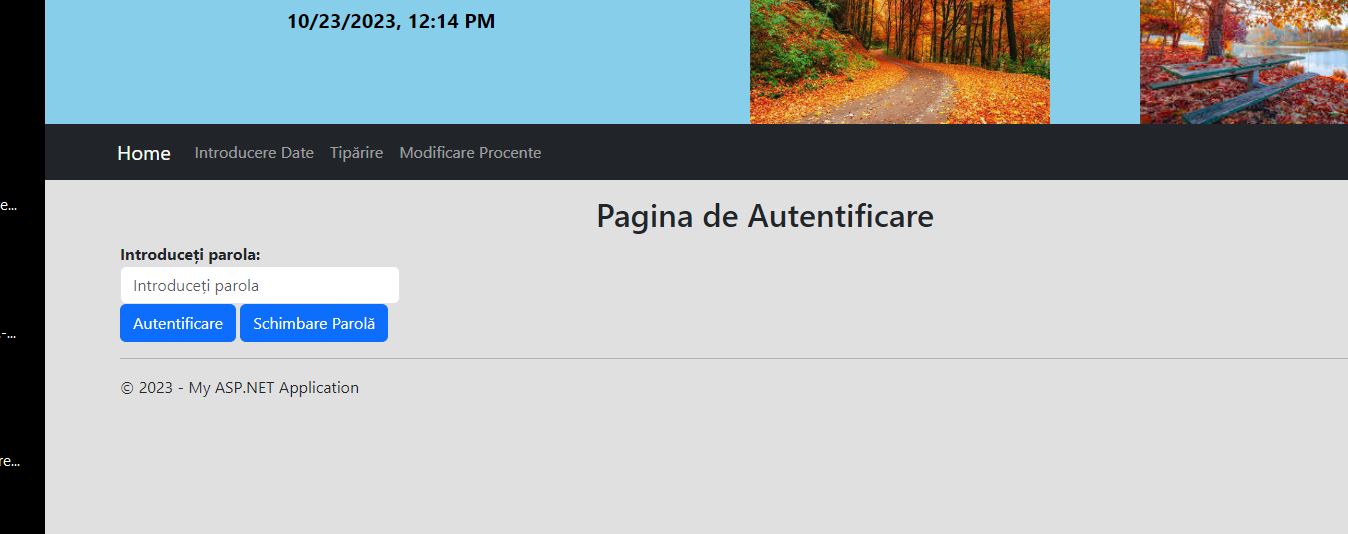 10/23/2023, 12:14 PM
Home Introducere Date Tipărire Modificare Procente
e...
Pagina de Autentificare
Introduceți parola:
Introduceți parola
Autentificare Schimbare Parolă
-...
© 2023 - My ASP.NET Application
re...